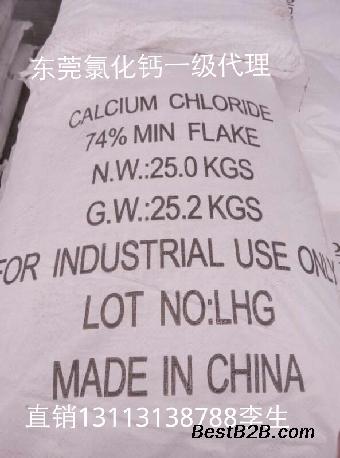 东莞氯化钙一级代理
CALCIUM CHLORIDE
74% MIN FLAKE
N.W.:25.0 KGS
G.W.:25.2 KGS
FOR INDUSTRIAL USE ONLY
LOT NO:LHG
MADE IN CHINA
直销13113138788李生
BestB2B.com